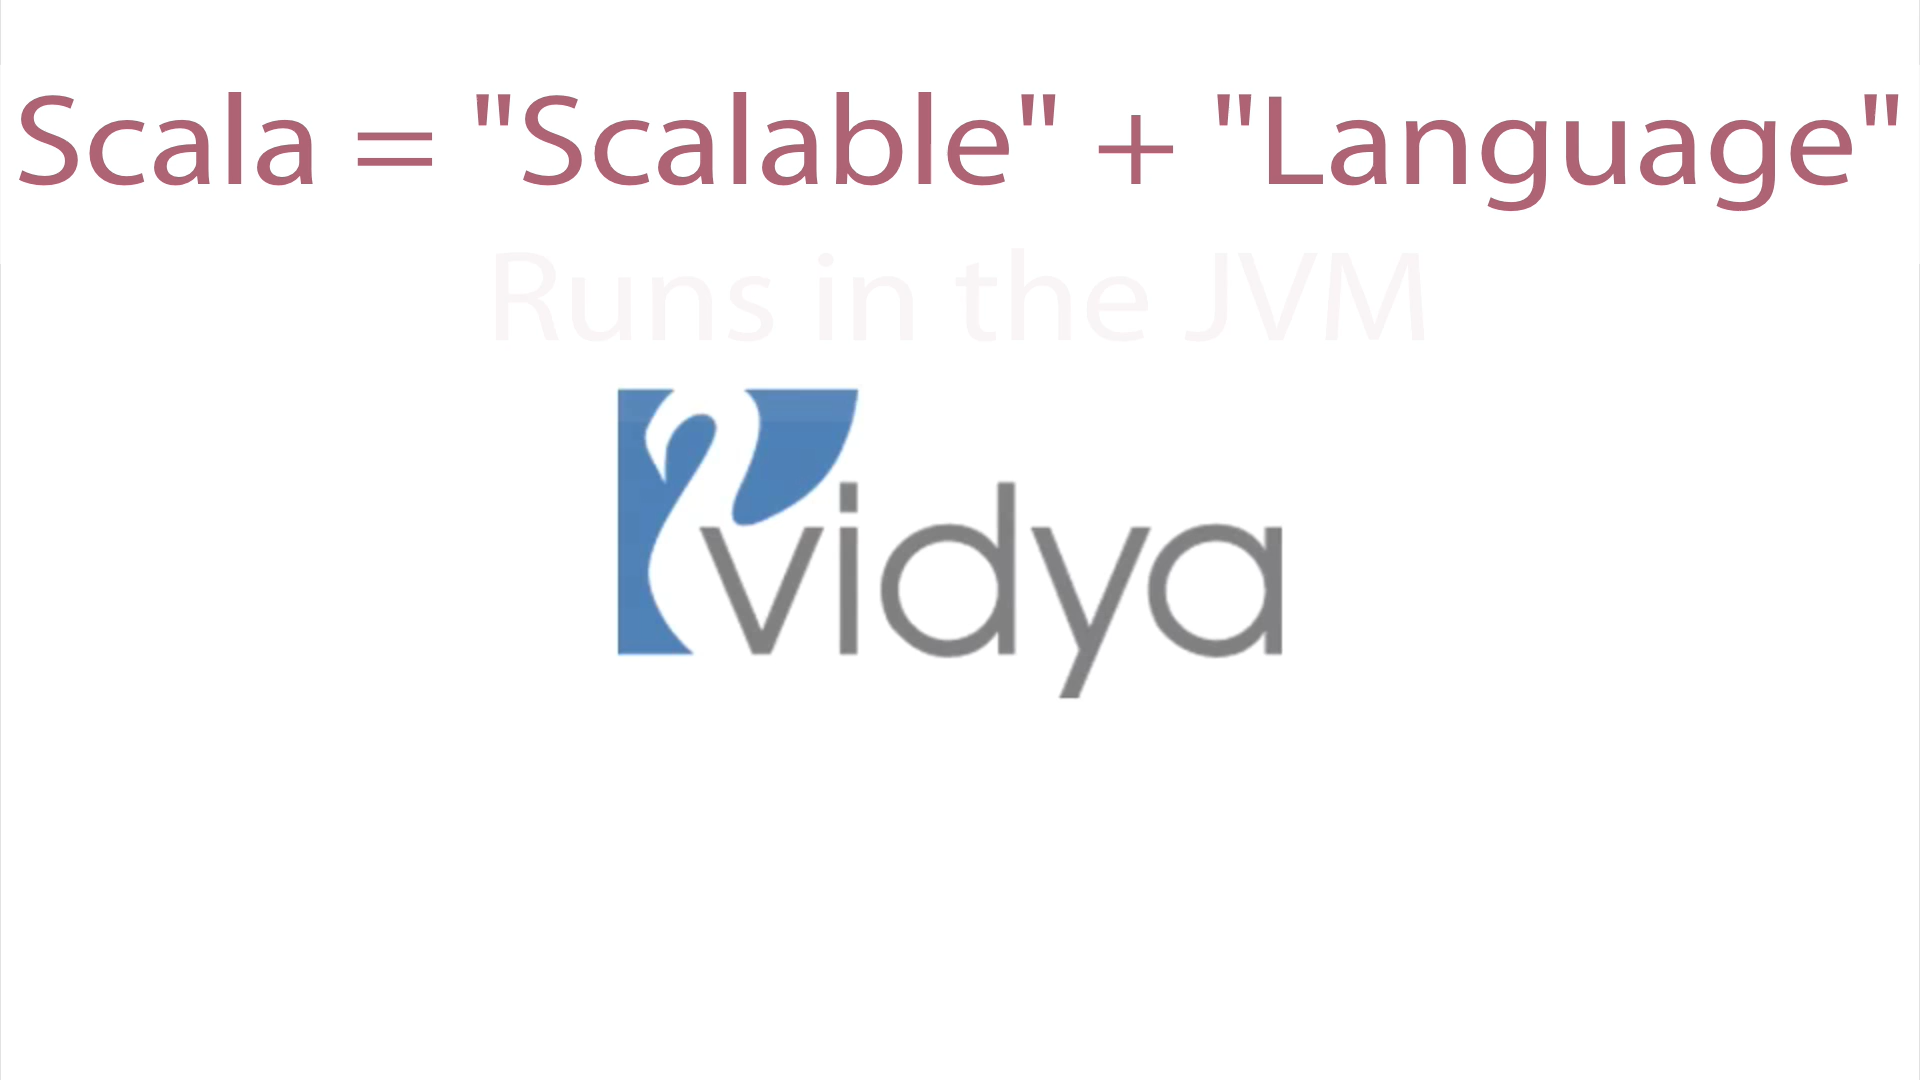 Scala = "Scalable" + "Language"
Runs in the JVM
vidya